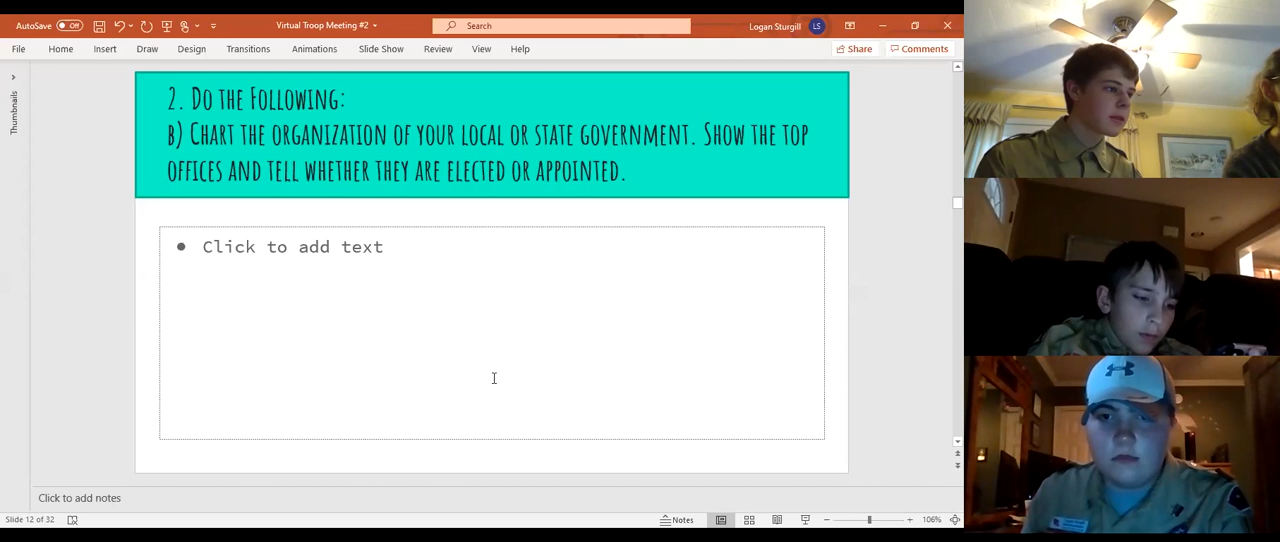 AutoSave Off
Virtual Troop Meeting #2
Search
Logan Sturgill LS
File Home Insert Draw Design Transitions Animations Slide Show Review View Help Share Comments
Thumbnails
2. Do the Following:
B) Chart the organization of your local or state government. Show the top
offices and tell whether they are elected or appointed.
• Click to add text
Click to add notes
Slide 12 of 32
Notes
106%